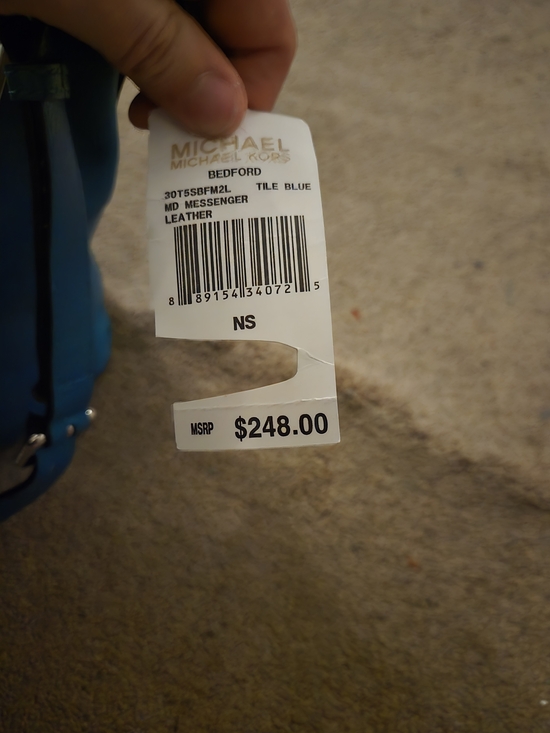 MICHAEL
MICHAEL KORS
BEDFORD
30T5SBFM2L TILE BLUE
MD MESSENGER
LEATHER
8 89154 34072 5
NS
MSRP $248.00